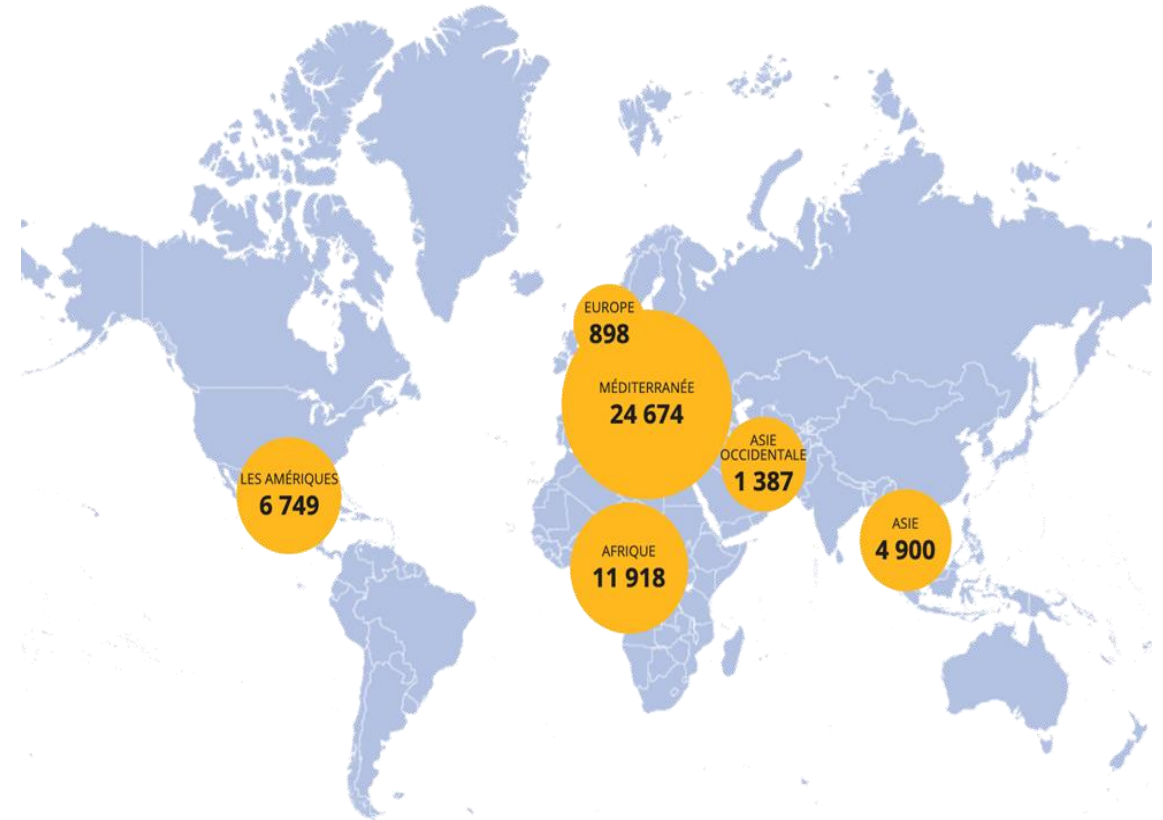 EUROPE
898
MÉDITERRANÉE
24 674
ASIE
OCCIDENTALE
1 387
LES AMÉRIQUES
6 749
AFRIQUE
11 918
ASIE
4 900